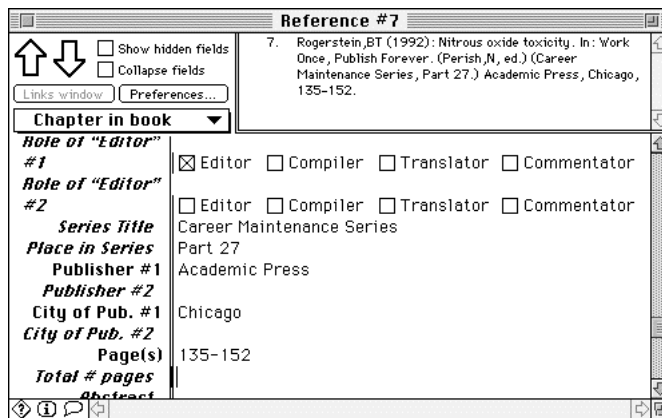 Reference #7
Show hidden fields
Collapse fields
Links window Preferences...
Chapter in book
7. Rogerstein,BT (1992): Nitrous oxide toxicity. In: Work
Once, Publish Forever. (Perish,N, ed.) (Career
Maintenance Series, Part 27.) Academic Press, Chicago,
135-152.
Role of "Editor"
#1 Editor Compiler Translator Commentator
Role of "Editor"
#2 Editor Compiler Translator Commentator
Series Title Career Maintenance Series
Place in Series Part 27
Publisher #1 Academic Press
Publisher #2
City of Pub. #1 Chicago
City of Pub. #2
Page(s) 135-152
Total # pages
Abstract